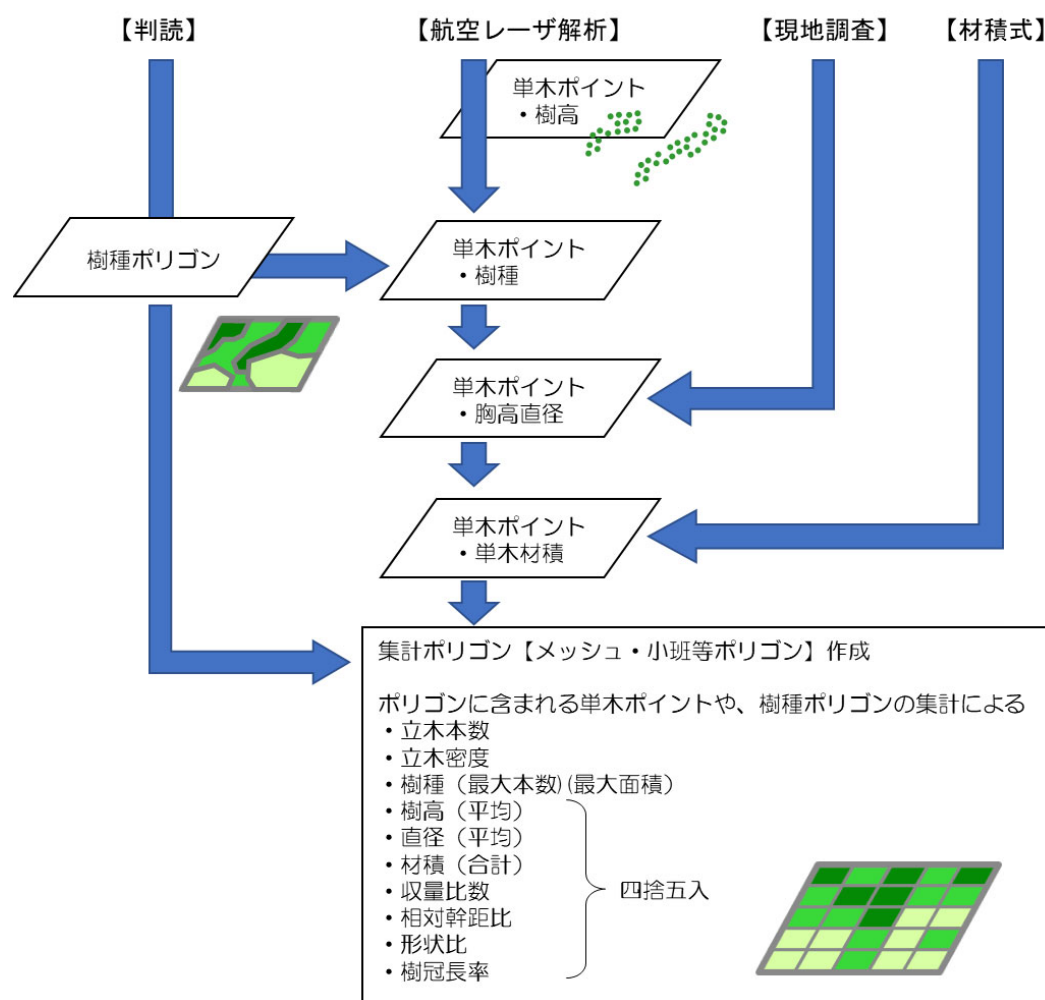 【判読】
【航空レーザ解析】
【現地調査】
【材積式】
単木ポイント
・樹高
樹種ポリゴン
単木ポイント
・樹種
単木ポイント
・胸高直径
単木ポイント
・単木材積
集計ポリゴン【メッシュ・小班等ポリゴン】作成
ポリゴンに含まれる単木ポイントや、樹種ポリゴンの集計による
・立木本数
・立木密度
・樹種（最大本数)(最大面積）
・樹高（平均）
・直径（平均）
・材積（合計）
・収量比数
・相対幹距比
・形状比
・樹冠長率
四捨五入